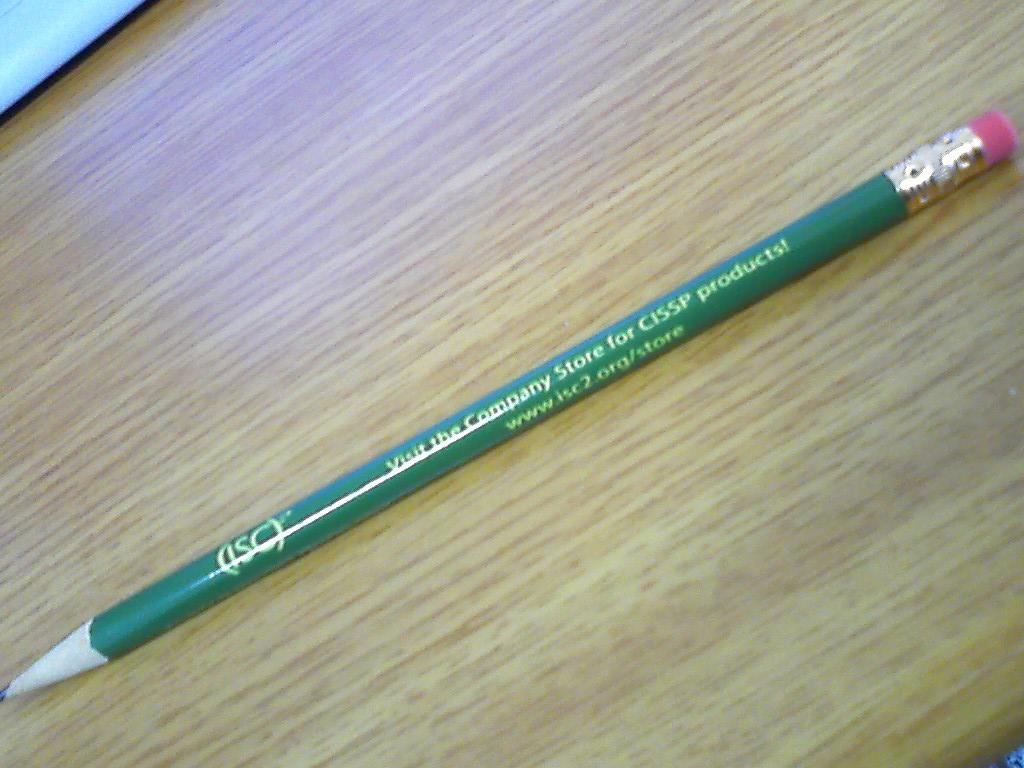 (ISC)²
Visit the Company Store for CISSP products!
www.isc2.org/store